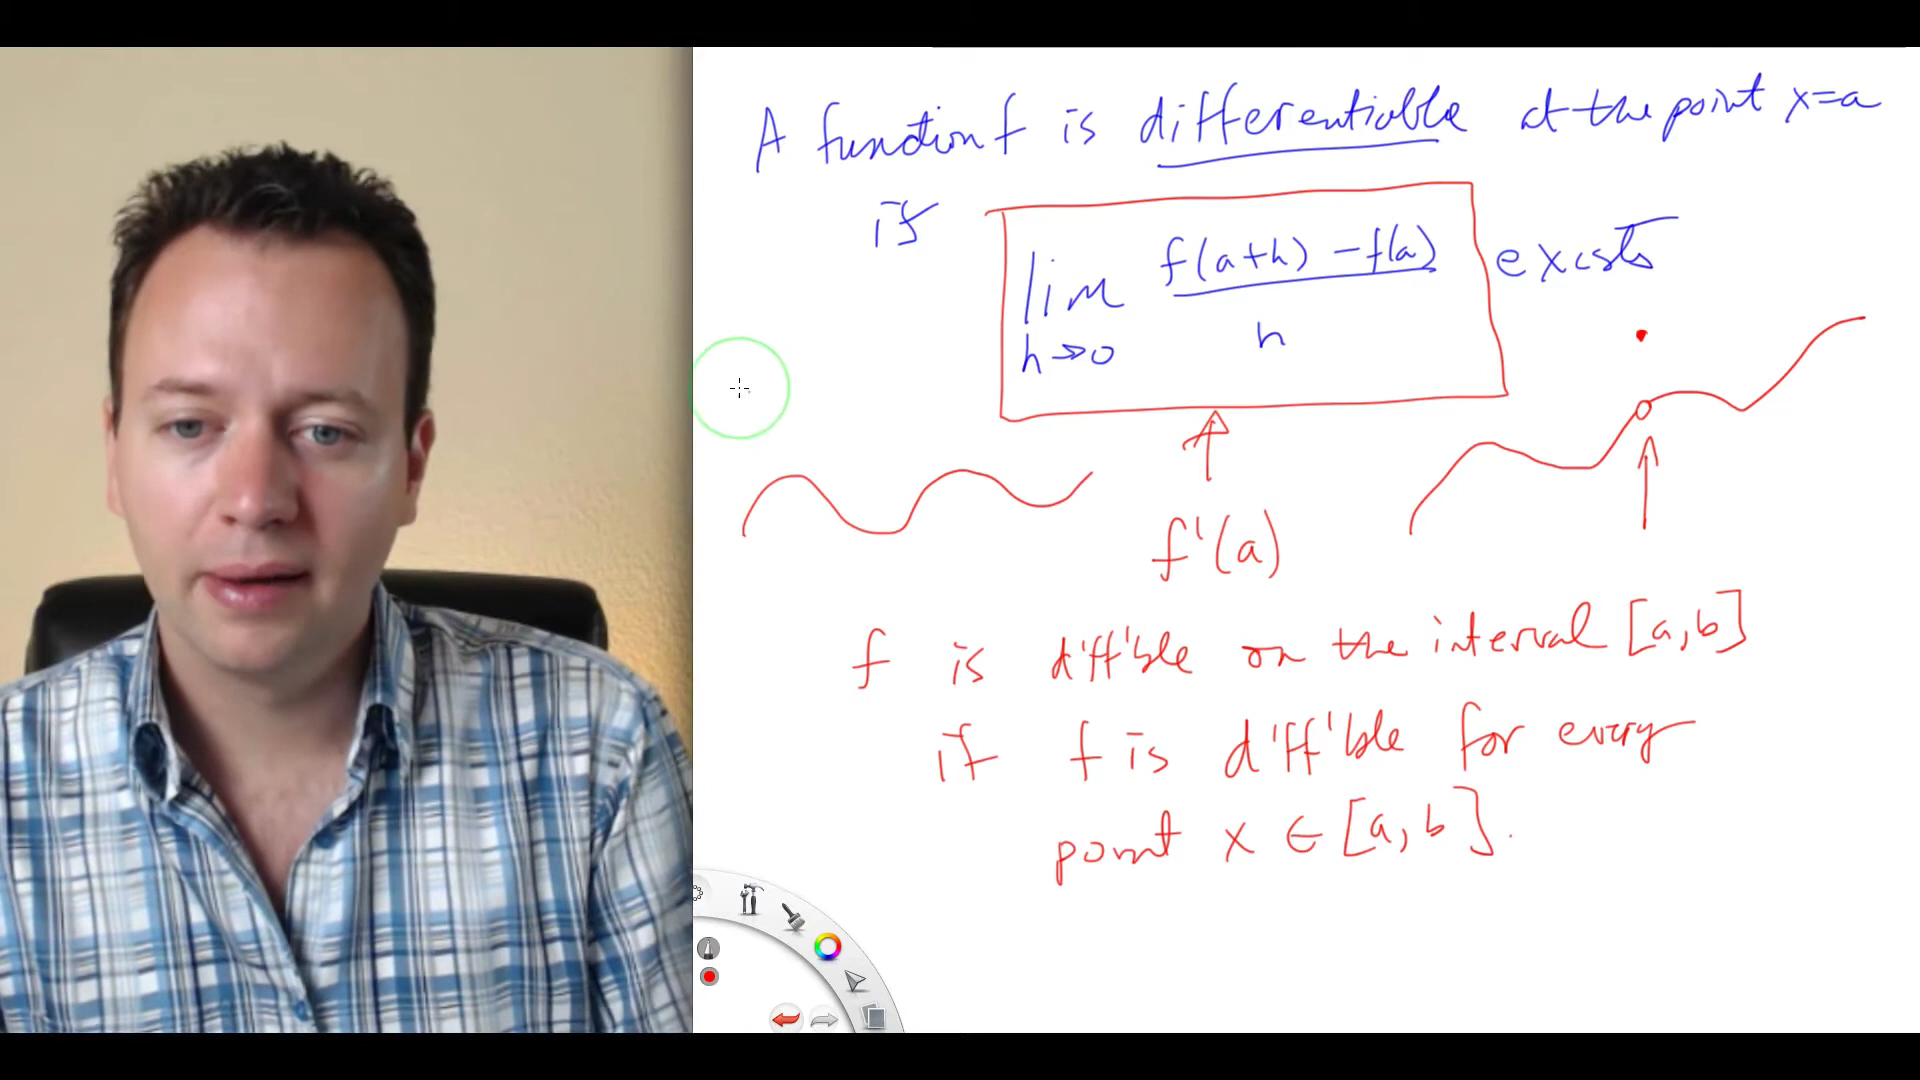 A function f is differentiable at the point x=a
if lim h→0 f(a+h) - f(a) / h exists
f'(a)
f is diff'ble on the interval [a,b]
if f is diff'ble for every
point x ∈ [a,b].